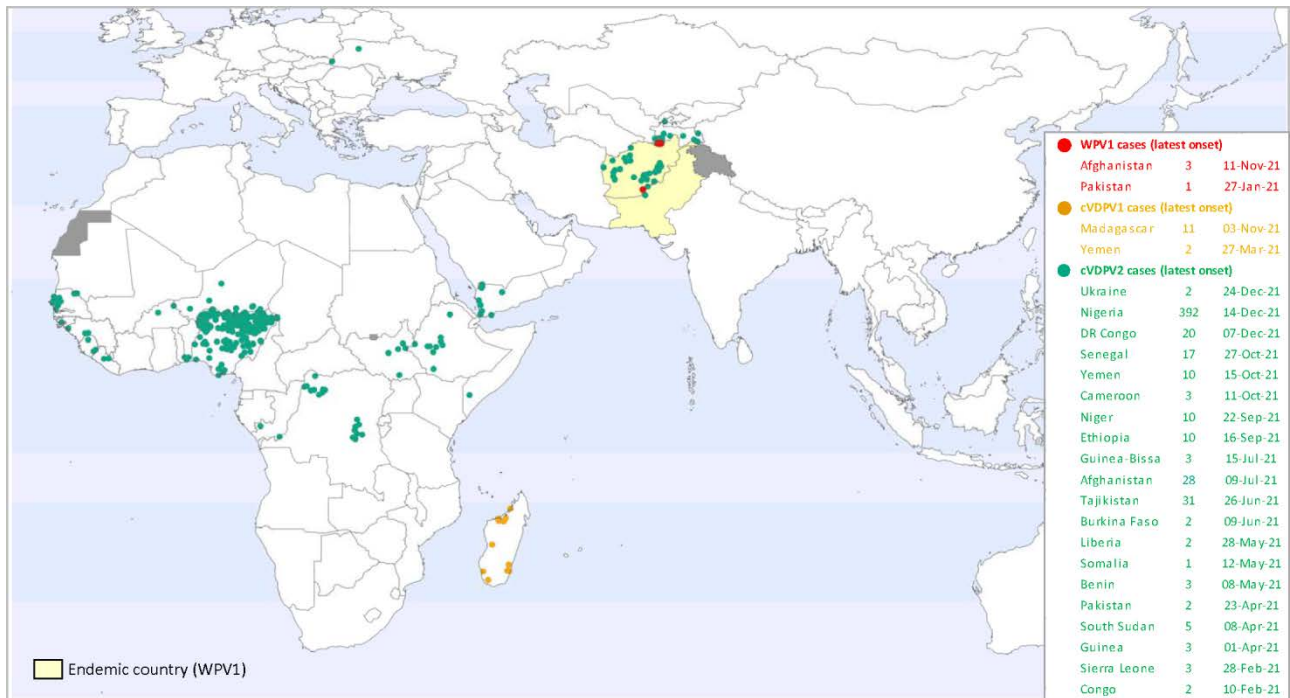 WPV1 cases (latest onset)
Afghanistan 3 11-Nov-21
Pakistan 1 27-Jan-21
cVDPV1 cases (latest onset)
Madagascar 11 03-Nov-21
Yemen 2 27-Mar-21
cVDPV2 cases (latest onset)
Ukraine 2 24-Dec-21
Nigeria 392 14-Dec-21
DR Congo 20 07-Dec-21
Senegal 17 27-Oct-21
Yemen 10 15-Oct-21
Cameroon 3 11-Oct-21
Niger 10 22-Sep-21
Ethiopia 10 16-Sep-21
Guinea-Bissa 3 15-Jul-21
Afghanistan 28 09-Jul-21
Tajikistan 31 26-Jun-21
Burkina Faso 2 09-Jun-21
Liberia 2 28-May-21
Somalia 1 12-May-21
Benin 3 08-May-21
Pakistan 2 23-Apr-21
South Sudan 5 08-Apr-21
Guinea 3 01-Apr-21
Sierra Leone 3 28-Feb-21
Congo 2 10-Feb-21
Endemic country (WPV1)